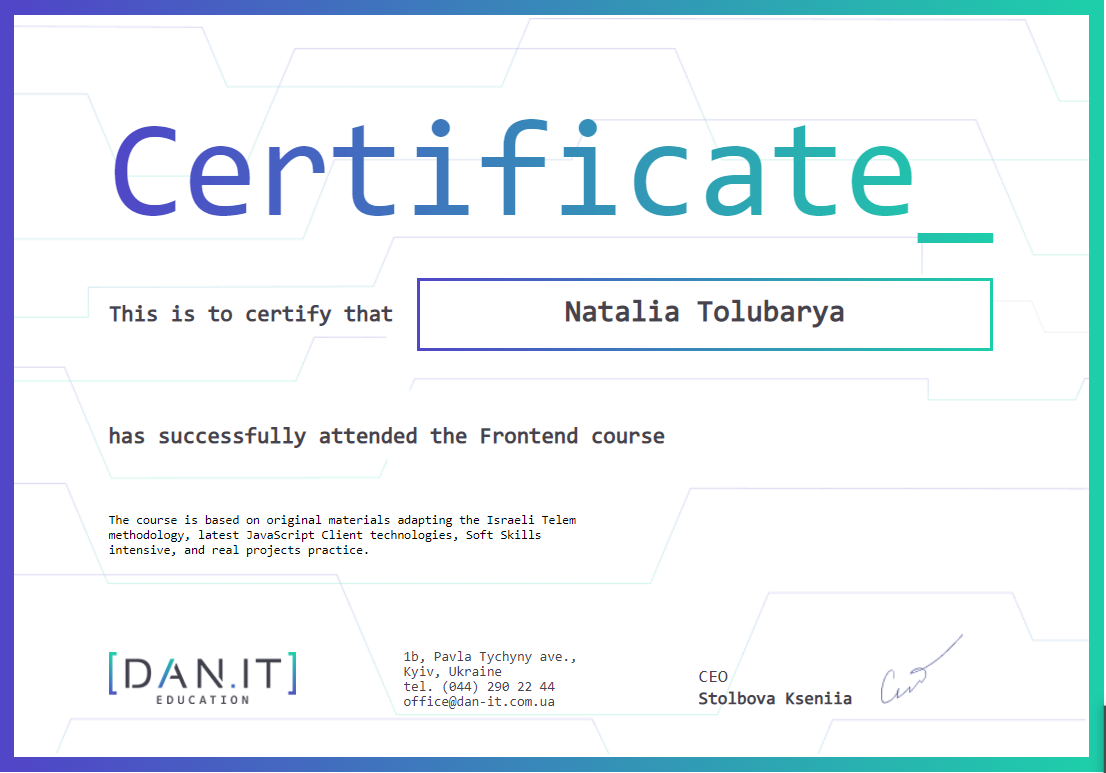 Certificate_
This is to certify that
Natalia Tolubarya
has successfully attended the Frontend course
The course is based on original materials adapting the Israeli Telem
methodology, latest JavaScript Client technologies, Soft Skills
intensive, and real projects practice.
[DAN.IT]
EDUCATION
1b, Pavla Tychyny ave.,
Kyiv, Ukraine
tel. (044) 290 22 44
office@dan-it.com.ua
CEO
Stolbova Kseniia